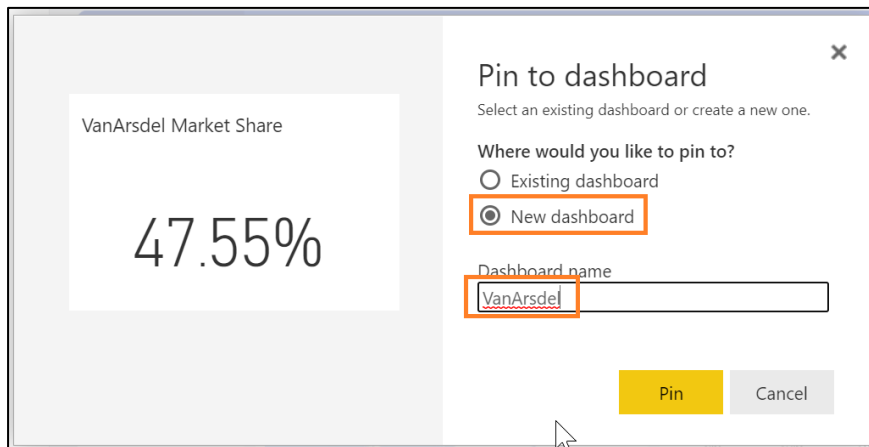 VanArsdel Market Share
47.55%
Pin to dashboard
Select an existing dashboard or create a new one.
Where would you like to pin to?
Existing dashboard
New dashboard
Dashboard name
VanArsdel
Pin
Cancel